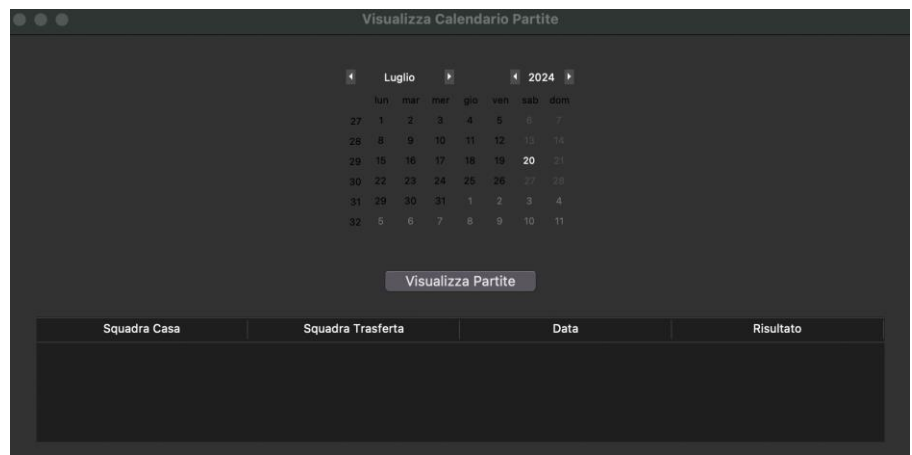 Visualizza Calendario Partite
Luglio 2024
lun mar mer gio ven sab dom
27 1 2 3 4 5 6 7
28 8 9 10 11 12 13 14
29 15 16 17 18 19 20 21
30 22 23 24 25 26 27 28
31 29 30 31 1 2 3 4
32 5 6 7 8 9 10 11
Visualizza Partite
Squadra Casa Squadra Trasferta Data Risultato